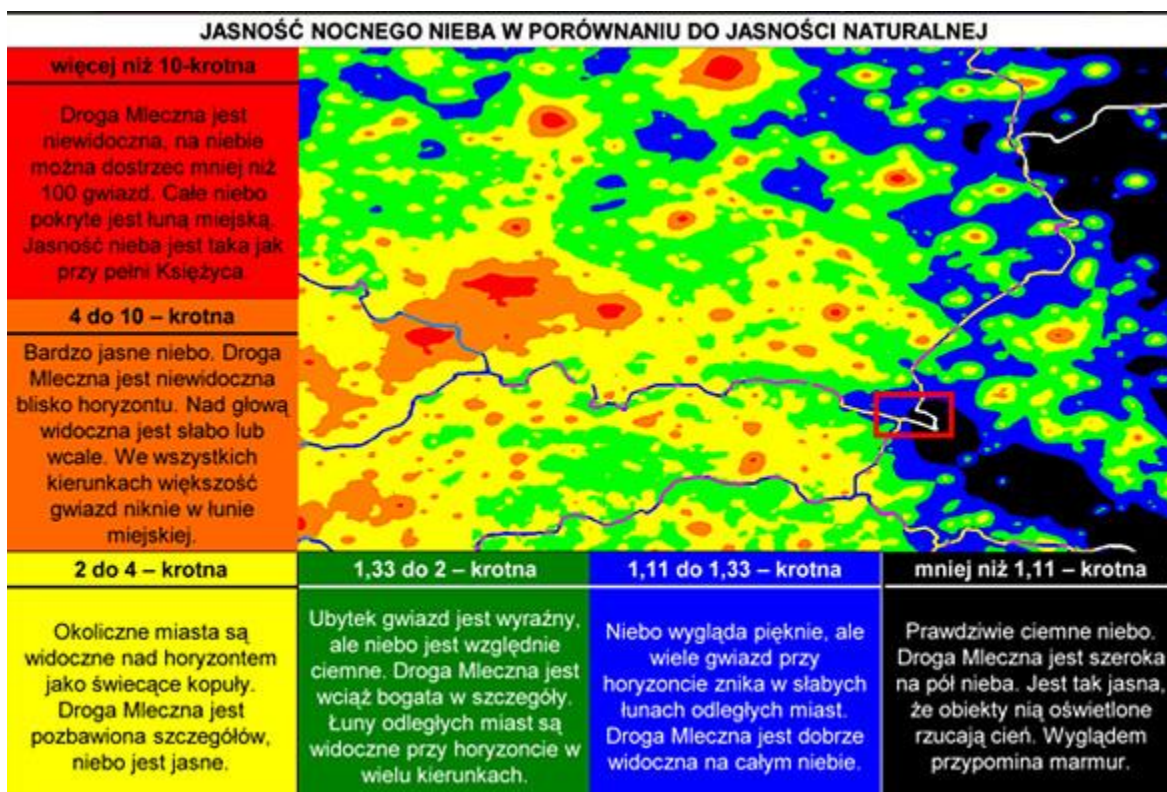 JASNOŚĆ NOCNEGO NIEBA W PORÓWNANIU DO JASNOŚCI NATURALNEJ
więcej niż 10-krotna
Droga Mleczna jest
niewidoczna, na niebie
można dostrzec mniej niż
100 gwiazd. Całe niebo
pokryte jest łuną miejską.
Jasność nieba jest taka jak
przy pełni Księżyca
4 do 10 – krotna
Bardzo jasne niebo. Droga
Mleczna jest niewidoczna
blisko horyzontu. Nad głową
widoczna jest słabo lub
wcale. We wszystkich
kierunkach większość
gwiazd niknie w łunie
miejskiej.
2 do 4 – krotna
Okoliczne miasta są
widoczne nad horyzontem
jako świecące kopuły.
Droga Mleczna jest
pozbawiona szczegółów,
niebo jest jasne.
1,33 do 2 – krotna
Ubytek gwiazd jest wyraźny,
ale niebo jest względnie
ciemne. Droga Mleczna jest
wciąż bogata w szczegóły.
Łuny odległych miast są
widoczne przy horyzoncie w
wielu kierunkach.
1,11 do 1,33 – krotna
Niebo wygląda pięknie, ale
wiele gwiazd przy
horyzoncie znika w słabych
łunach odległych miast.
Droga Mleczna jest dobrze
widoczna na całym niebie.
mniej niż 1,11 – krotna
Prawdziwie ciemne niebo.
Droga Mleczna jest szeroka
na pół nieba. Jest tak jasna,
że obiekty nią oświetlone
rzucają cień. Wyglądem
przypomina marmur.